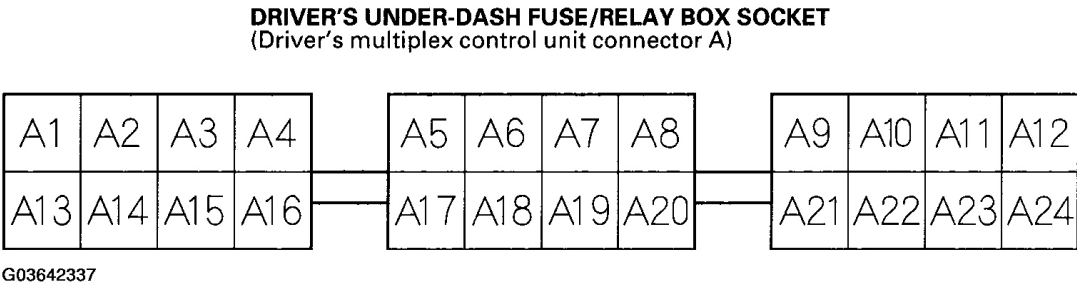 DRIVER'S UNDER-DASH FUSE/RELAY BOX SOCKET
(Driver's multiplex control unit connector A)
A1 A2 A3 A4 A5 A6 A7 A8 A9 A10 A11 A12
A13 A14 A15 A16 A17 A18 A19 A20 A21 A22 A23 A24
G03642337